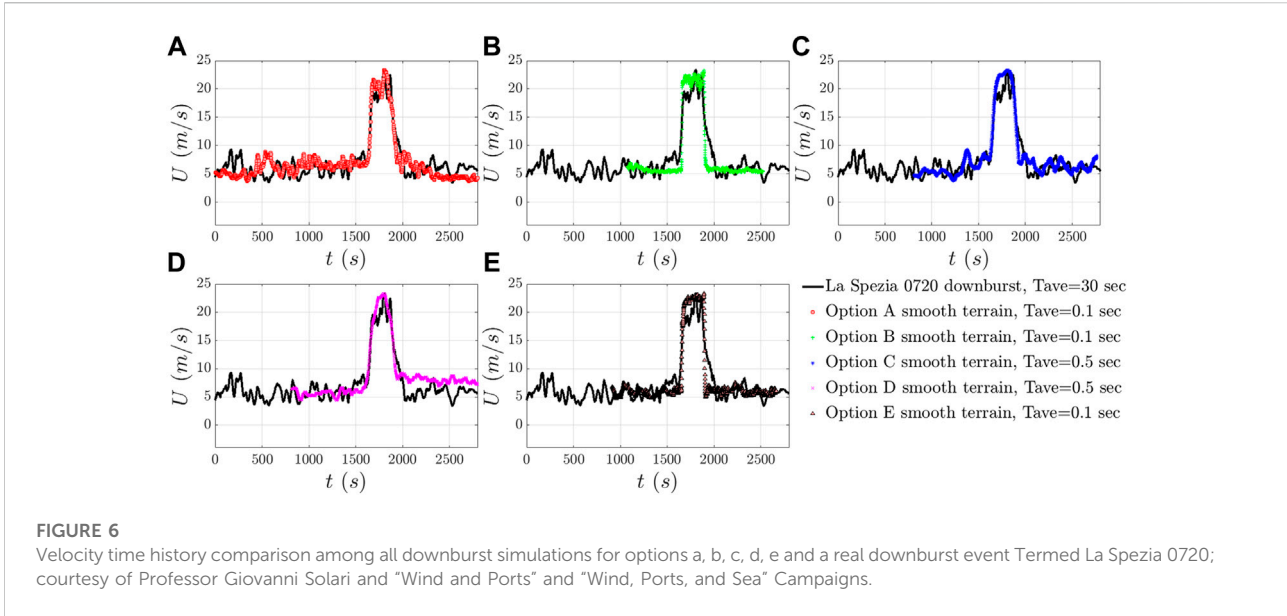 A
25
20
15
10
5
0
U (m/s)
0 500 1000 1500 2000 2500
t (s)
B
25
20
15
10
5
0
U (m/s)
0 500 1000 1500 2000 2500
t (s)
C
25
20
15
10
5
0
U (m/s)
0 500 1000 1500 2000 2500
t (s)
D
25
20
15
10
5
0
U (m/s)
0 500 1000 1500 2000 2500
t (s)
E
25
20
15
10
5
0
U (m/s)
0 500 1000 1500 2000 2500
t (s)
La Spezia 0720 downburst, Tave=30 sec
Option A smooth terrain, Tave=0.1 sec
Option B smooth terrain, Tave=0.1 sec
Option C smooth terrain, Tave=0.5 sec
Option D smooth terrain, Tave=0.5 sec
Option E smooth terrain, Tave=0.1 sec
FIGURE 6
Velocity time history comparison among all downburst simulations for options a, b, c, d, e and a real downburst event Termed La Spezia 0720;
courtesy of Professor Giovanni Solari and “Wind and Ports” and “Wind, Ports, and Sea” Campaigns.